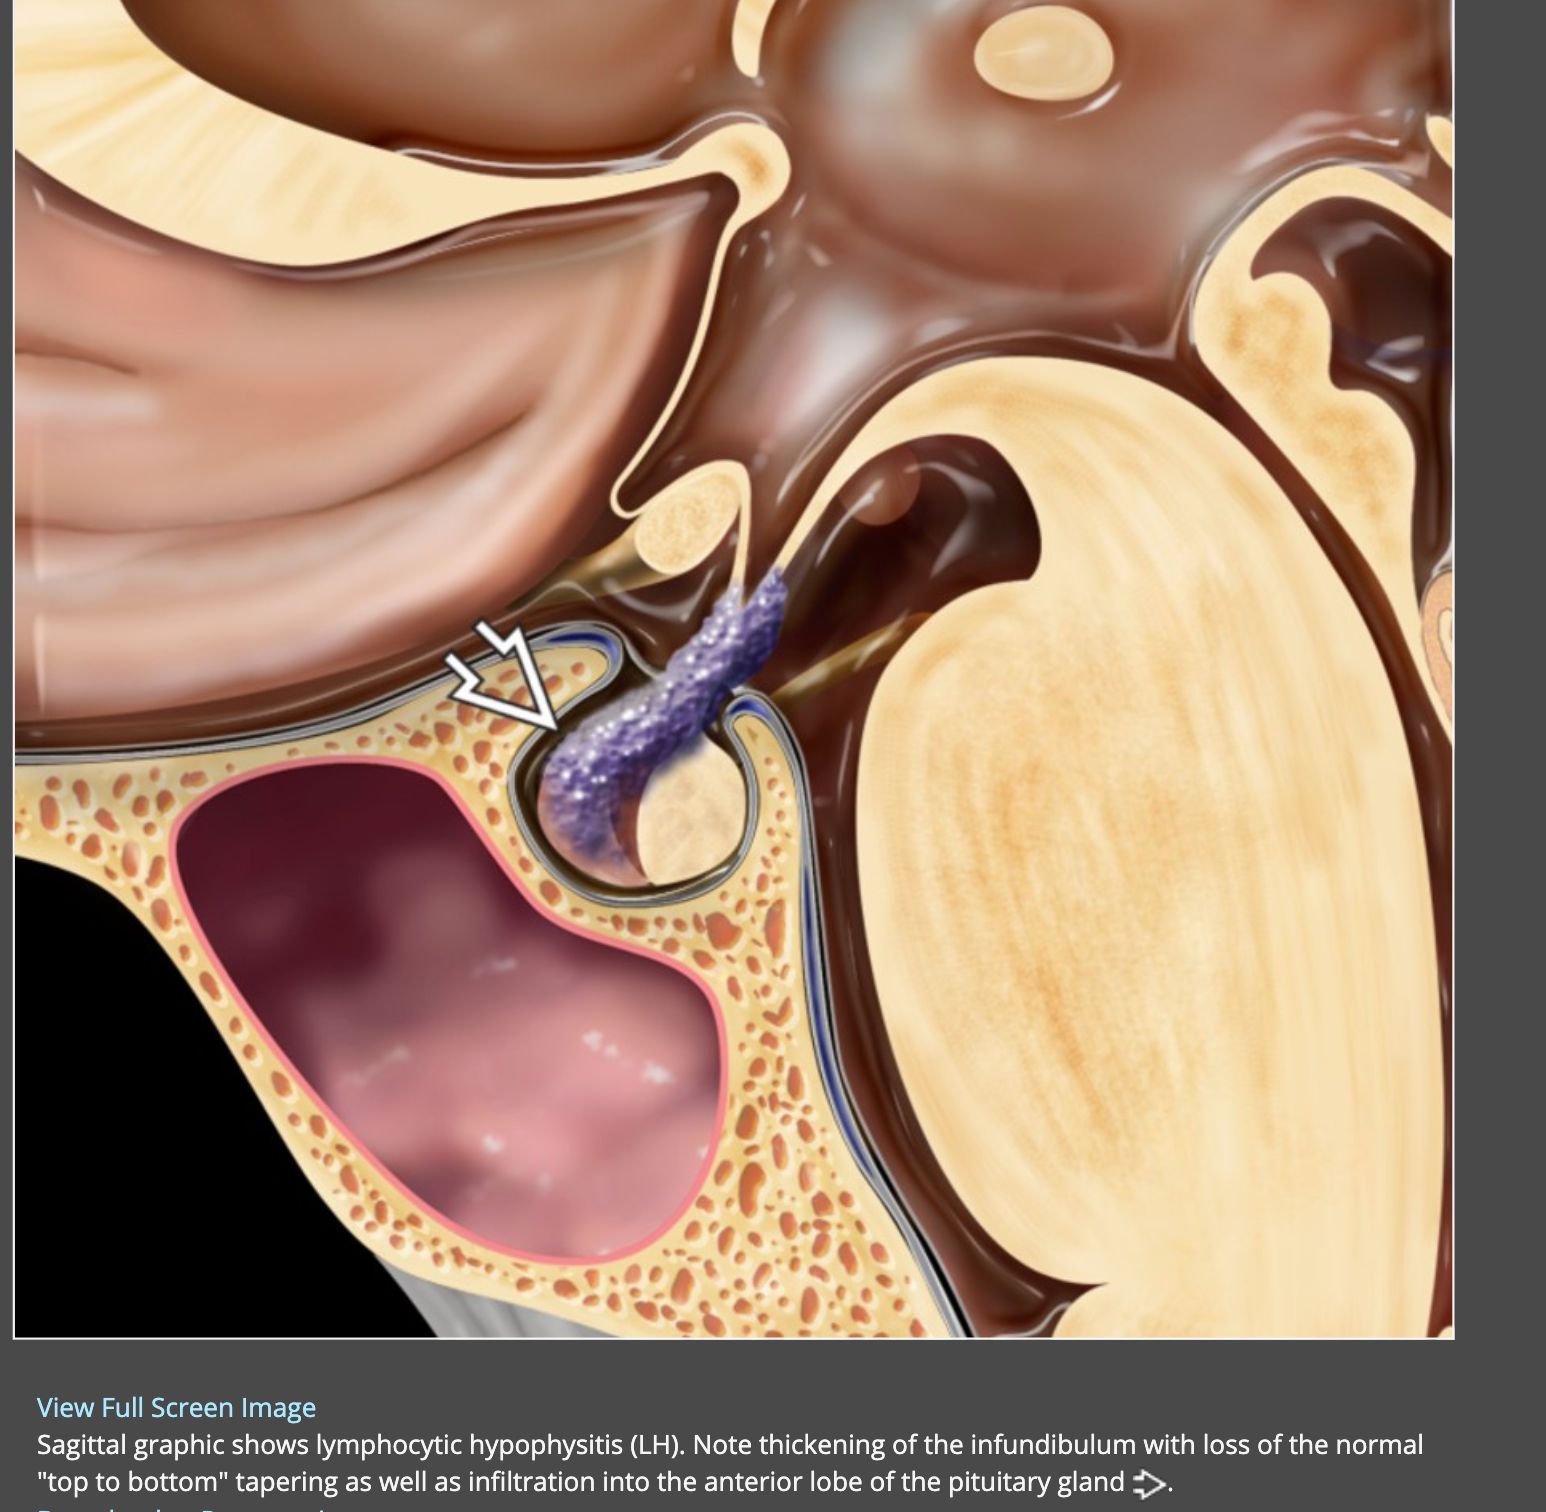 View Full Screen Image
Sagittal graphic shows lymphocytic hypophysitis (LH). Note thickening of the infundibulum with loss of the normal
"top to bottom" tapering as well as infiltration into the anterior lobe of the pituitary gland.